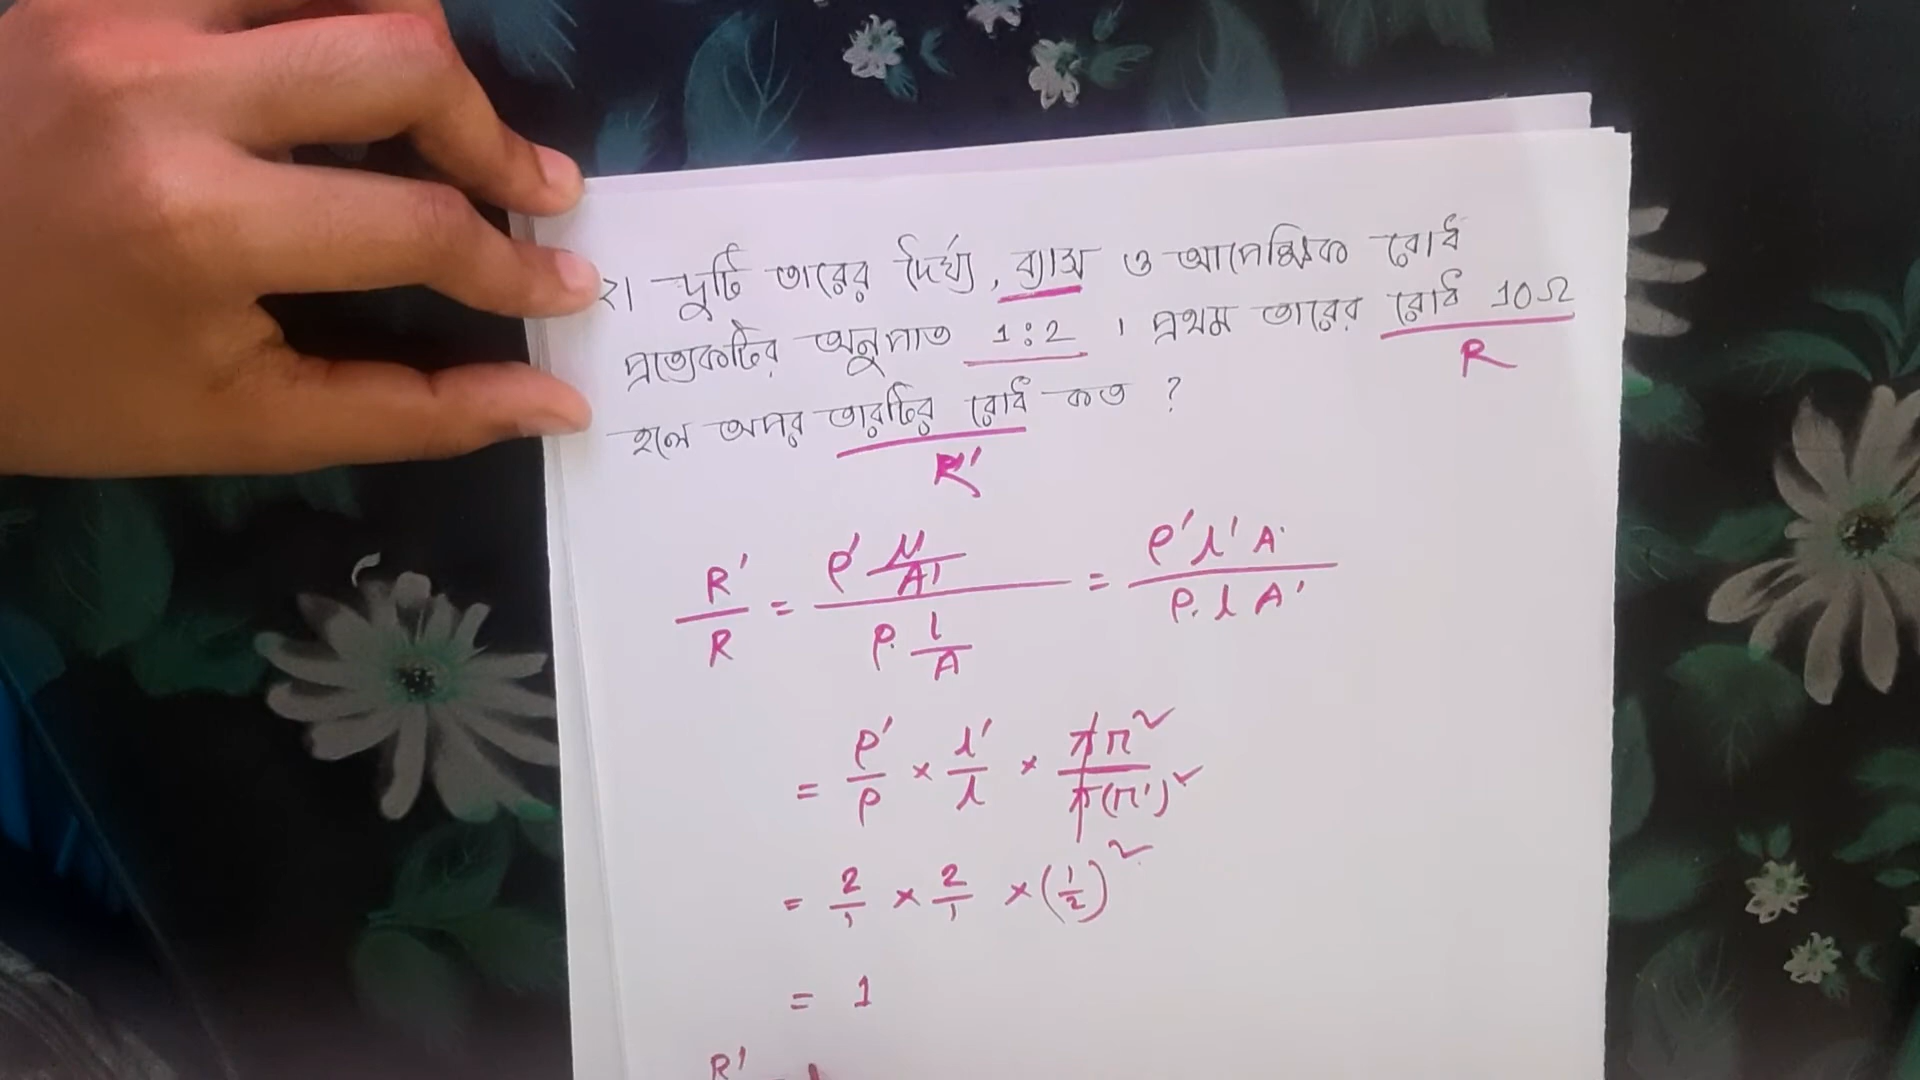 ২। দুটি তারের দৈর্ঘ্য, ব্যাস ও আপেক্ষিক রোধ
প্রত্যেকটির অনুপাত 1:2 । প্রথম তারের রোধ 10Ω
R
হলে অপর তারটির রোধ কত ?
R'
R'/R = (ρ' l'/A')/(ρ. l/A) = ρ' l' A/ρ. l A'
= ρ'/ρ × l'/l × πr²/π(r')²
= 2/1 × 2/1 × (1/2)²
= 1
R'